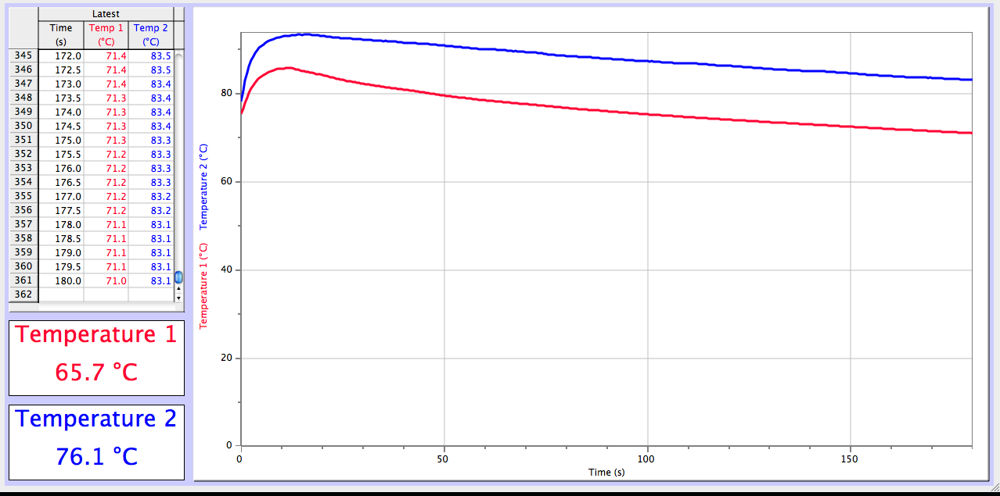 Latest
Time Temp 1 Temp 2
(s) (°C) (°C)
345 172.0 71.4 83.5
346 172.5 71.4 83.5
347 173.0 71.4 83.4
348 173.5 71.3 83.4
349 174.0 71.3 83.4
350 174.5 71.3 83.4
351 175.0 71.3 83.3
352 175.5 71.2 83.3
353 176.0 71.2 83.3
354 176.5 71.2 83.3
355 177.0 71.2 83.2
356 177.5 71.2 83.2
357 178.0 71.1 83.1
358 178.5 71.1 83.1
359 179.0 71.1 83.1
360 179.5 71.1 83.1
361 180.0 71.0 83.1
362
Temperature 1
65.7 °C
Temperature 2
76.1 °C
Temperature 2 (°C)
Temperature 1 (°C)
80
60
40
20
0
0 50 100 150
Time (s)